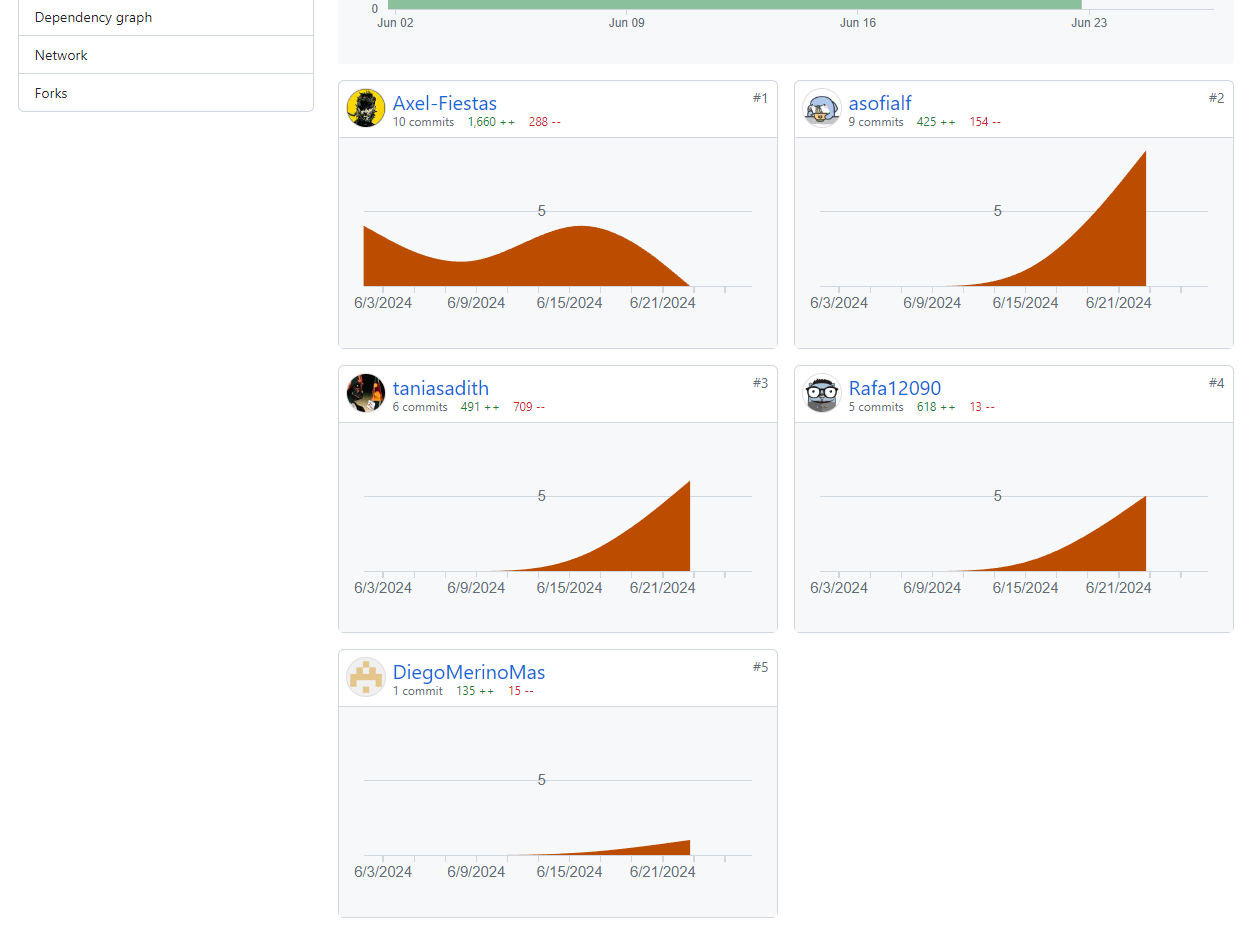 Dependency graph
Network
Forks
0
Jun 02 Jun 09 Jun 16 Jun 23
Axel-Fiestas #1
10 commits 1,660 ++ 288 --
5
6/3/2024 6/9/2024 6/15/2024 6/21/2024
asofialf #2
9 commits 425 ++ 154 --
5
6/3/2024 6/9/2024 6/15/2024 6/21/2024
taniasadith #3
6 commits 491 ++ 709 --
5
6/3/2024 6/9/2024 6/15/2024 6/21/2024
Rafa12090 #4
5 commits 618 ++ 13 --
5
6/3/2024 6/9/2024 6/15/2024 6/21/2024
DiegoMerinoMas #5
1 commit 135 ++ 15 --
5
6/3/2024 6/9/2024 6/15/2024 6/21/2024